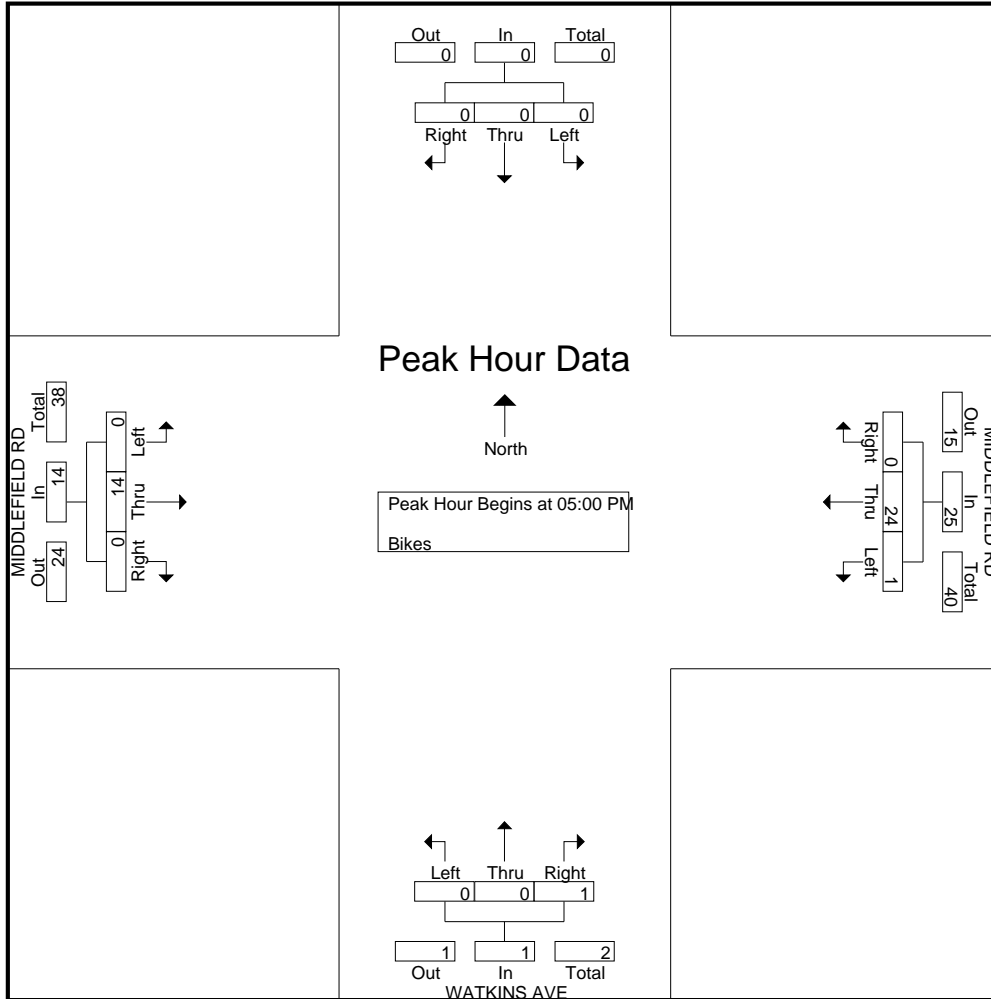 Out In Total
0 0 0
0 0 0
Right Thru Left
Peak Hour Data
North
Peak Hour Begins at 05:00 PM
Bikes
MIDDLEFIELD RD
Out In Total
24 14 38
0 14 0
Right Thru Left
MIDDLEFIELD RD
Out In Total
15 25 40
0 24 1
Right Thru Left
Left Thru Right
0 0 1
1 1 2
Out In Total
WATKINS AVE